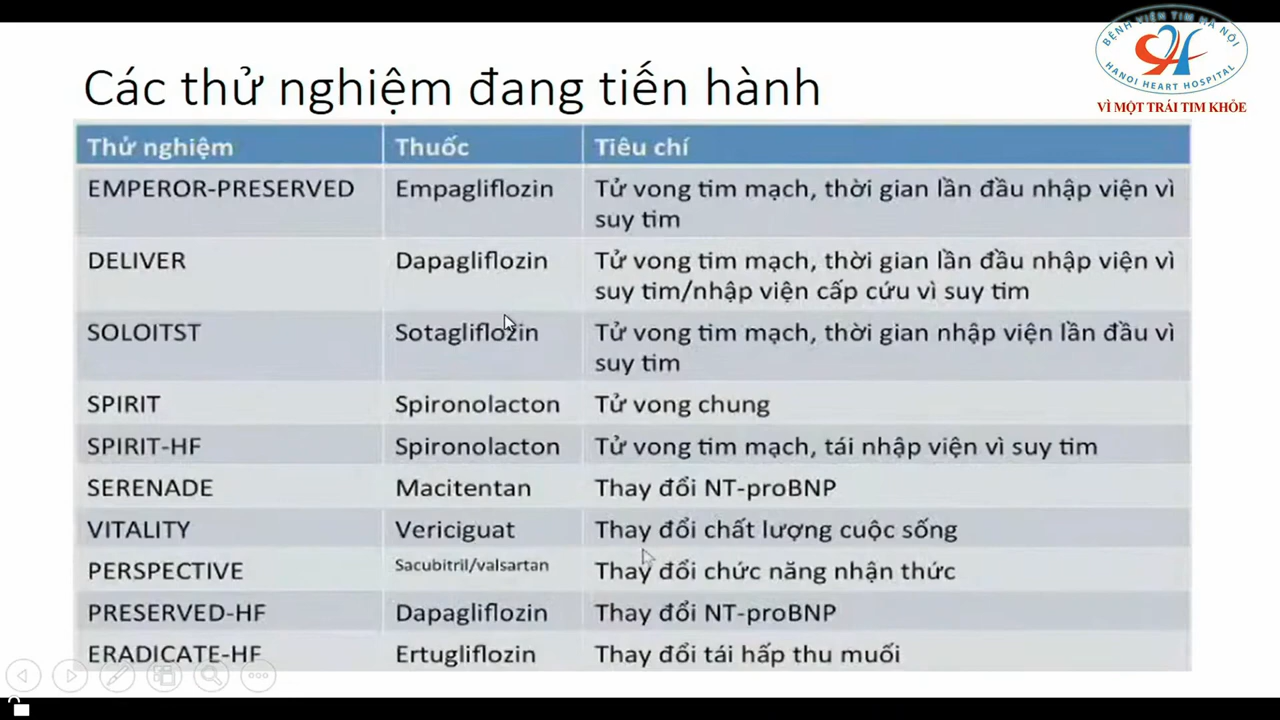 BỆNH VIỆN TIM HÀ NỘI
HANOI HEART HOSPITAL
VÌ MỘT TRÁI TIM KHỎE
Các thử nghiệm đang tiến hành
Thử nghiệm Thuốc Tiêu chí
EMPEROR-PRESERVED Empagliflozin Tử vong tim mạch, thời gian lần đầu nhập viện vì
suy tim
DELIVER Dapagliflozin Tử vong tim mạch, thời gian lần đầu nhập viện vì
suy tim/nhập viện cấp cứu vì suy tim
SOLOITST Sotagliflozin Tử vong tim mạch, thời gian nhập viện lần đầu vì
suy tim
SPIRIT Spironolacton Tử vong chung
SPIRIT-HF Spironolacton Tử vong tim mạch, tái nhập viện vì suy tim
SERENADE Macitentan Thay đổi NT-proBNP
VITALITY Vericiguat Thay đổi chất lượng cuộc sống
PERSPECTIVE Sacubitril/valsartan Thay đổi chức năng nhận thức
PRESERVED-HF Dapagliflozin Thay đổi NT-proBNP
ERADICATE-HF Ertugliflozin Thay đổi tái hấp thu muối